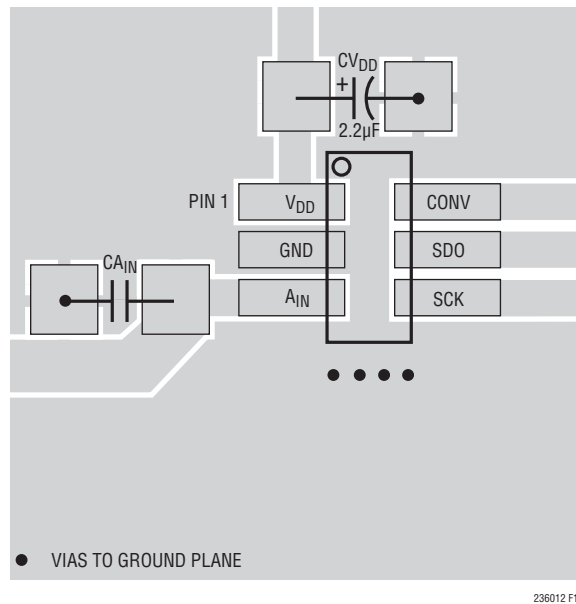 CVDD
+
2.2µF
PIN 1 VDD CONV
GND SDO
CAIN
AIN SCK
VIAS TO GROUND PLANE
236012 F1